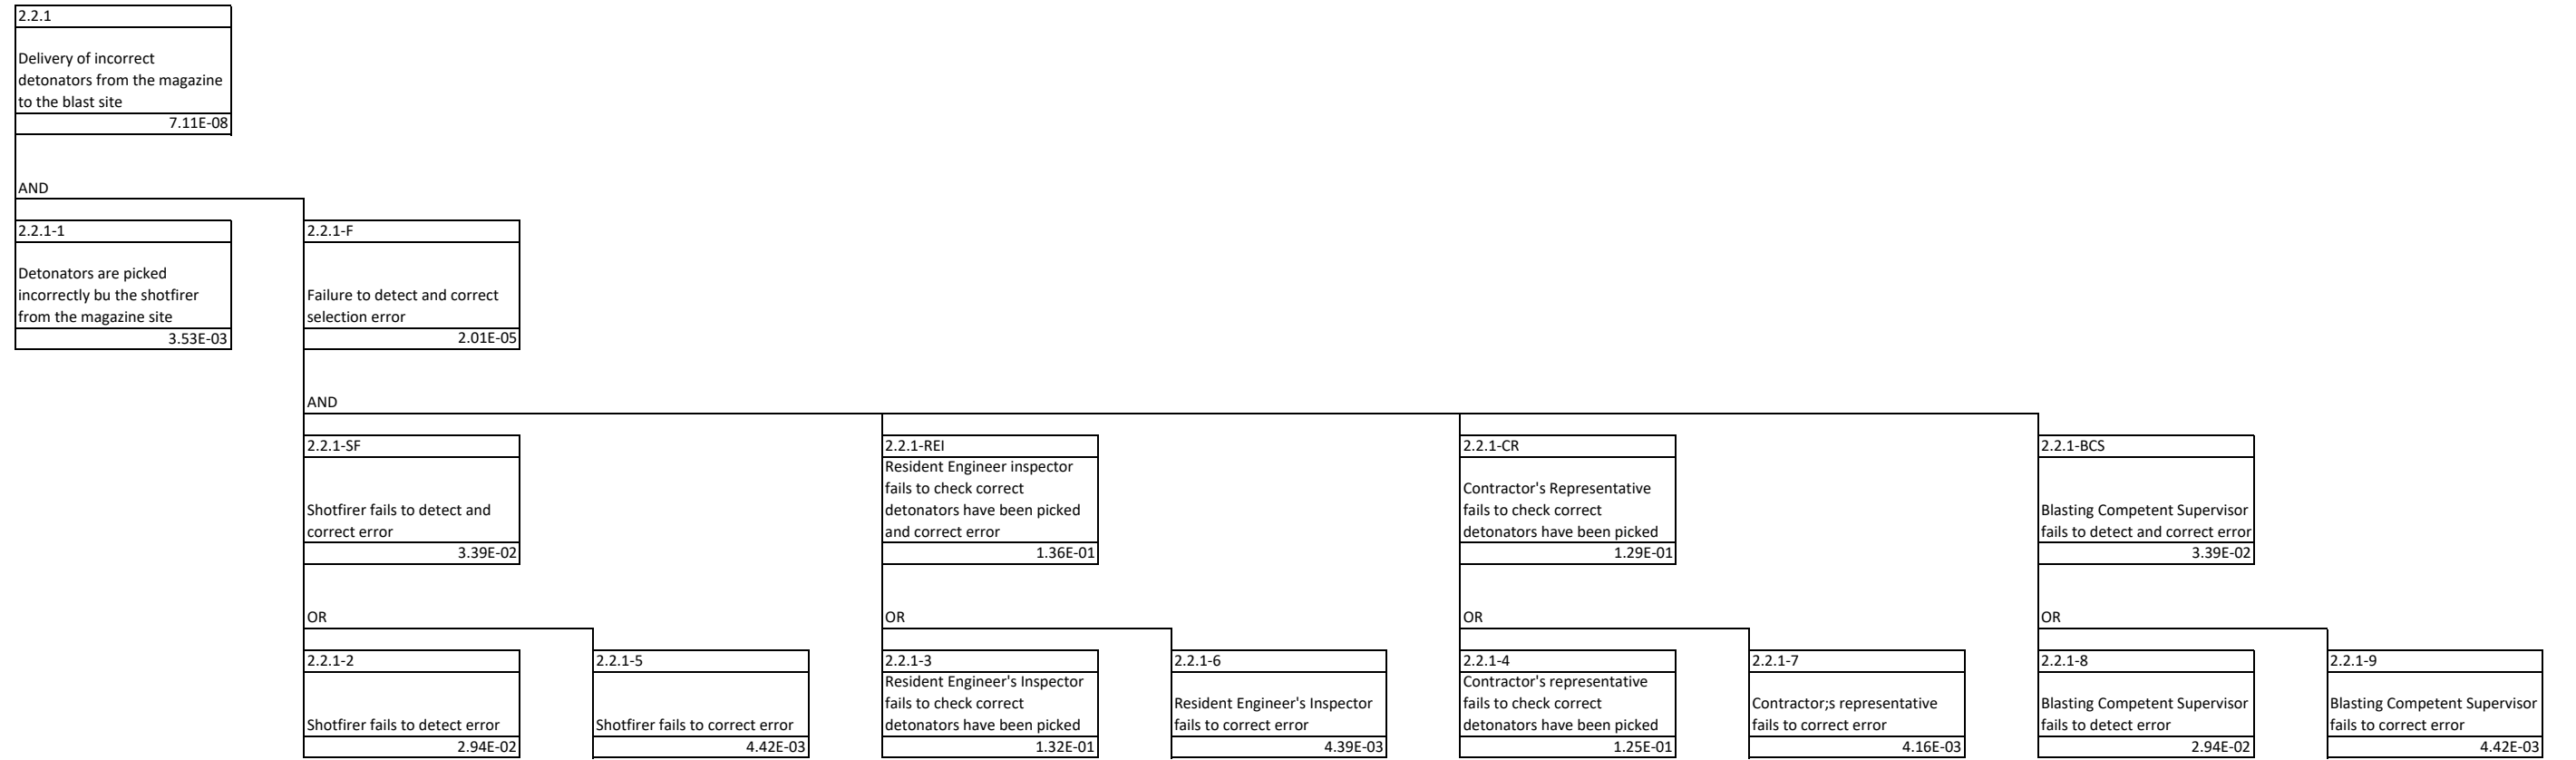 2.2.1
Delivery of incorrect
detonators from the magazine
to the blast site
7.11E-08
AND
2.2.1-1
Detonators are picked
incorrectly bu the shotfirer
from the magazine site
3.53E-03
2.2.1-F
Failure to detect and correct
selection error
2.01E-05
AND
2.2.1-SF
Shotfirer fails to detect and
correct error
3.39E-02
2.2.1-REI
Resident Engineer inspector
fails to check correct
detonators have been picked
and correct error
1.36E-01
2.2.1-CR
Contractor's Representative
fails to check correct
detonators have been picked
1.29E-01
2.2.1-BCS
Blasting Competent Supervisor
fails to detect and correct error
3.39E-02
OR
OR
OR
OR
2.2.1-2
Shotfirer fails to detect error
2.94E-02
2.2.1-5
Shotfirer fails to correct error
4.42E-03
2.2.1-3
Resident Engineer's Inspector
fails to check correct
detonators have been picked
1.32E-01
2.2.1-6
Resident Engineer's Inspector
fails to correct error
4.39E-03
2.2.1-4
Contractor's representative
fails to check correct
detonators have been picked
1.25E-01
2.2.1-7
Contractor;s representative
fails to correct error
4.16E-03
2.2.1-8
Blasting Competent Supervisor
fails to detect error
2.94E-02
2.2.1-9
Blasting Competent Supervisor
fails to correct error
4.42E-03